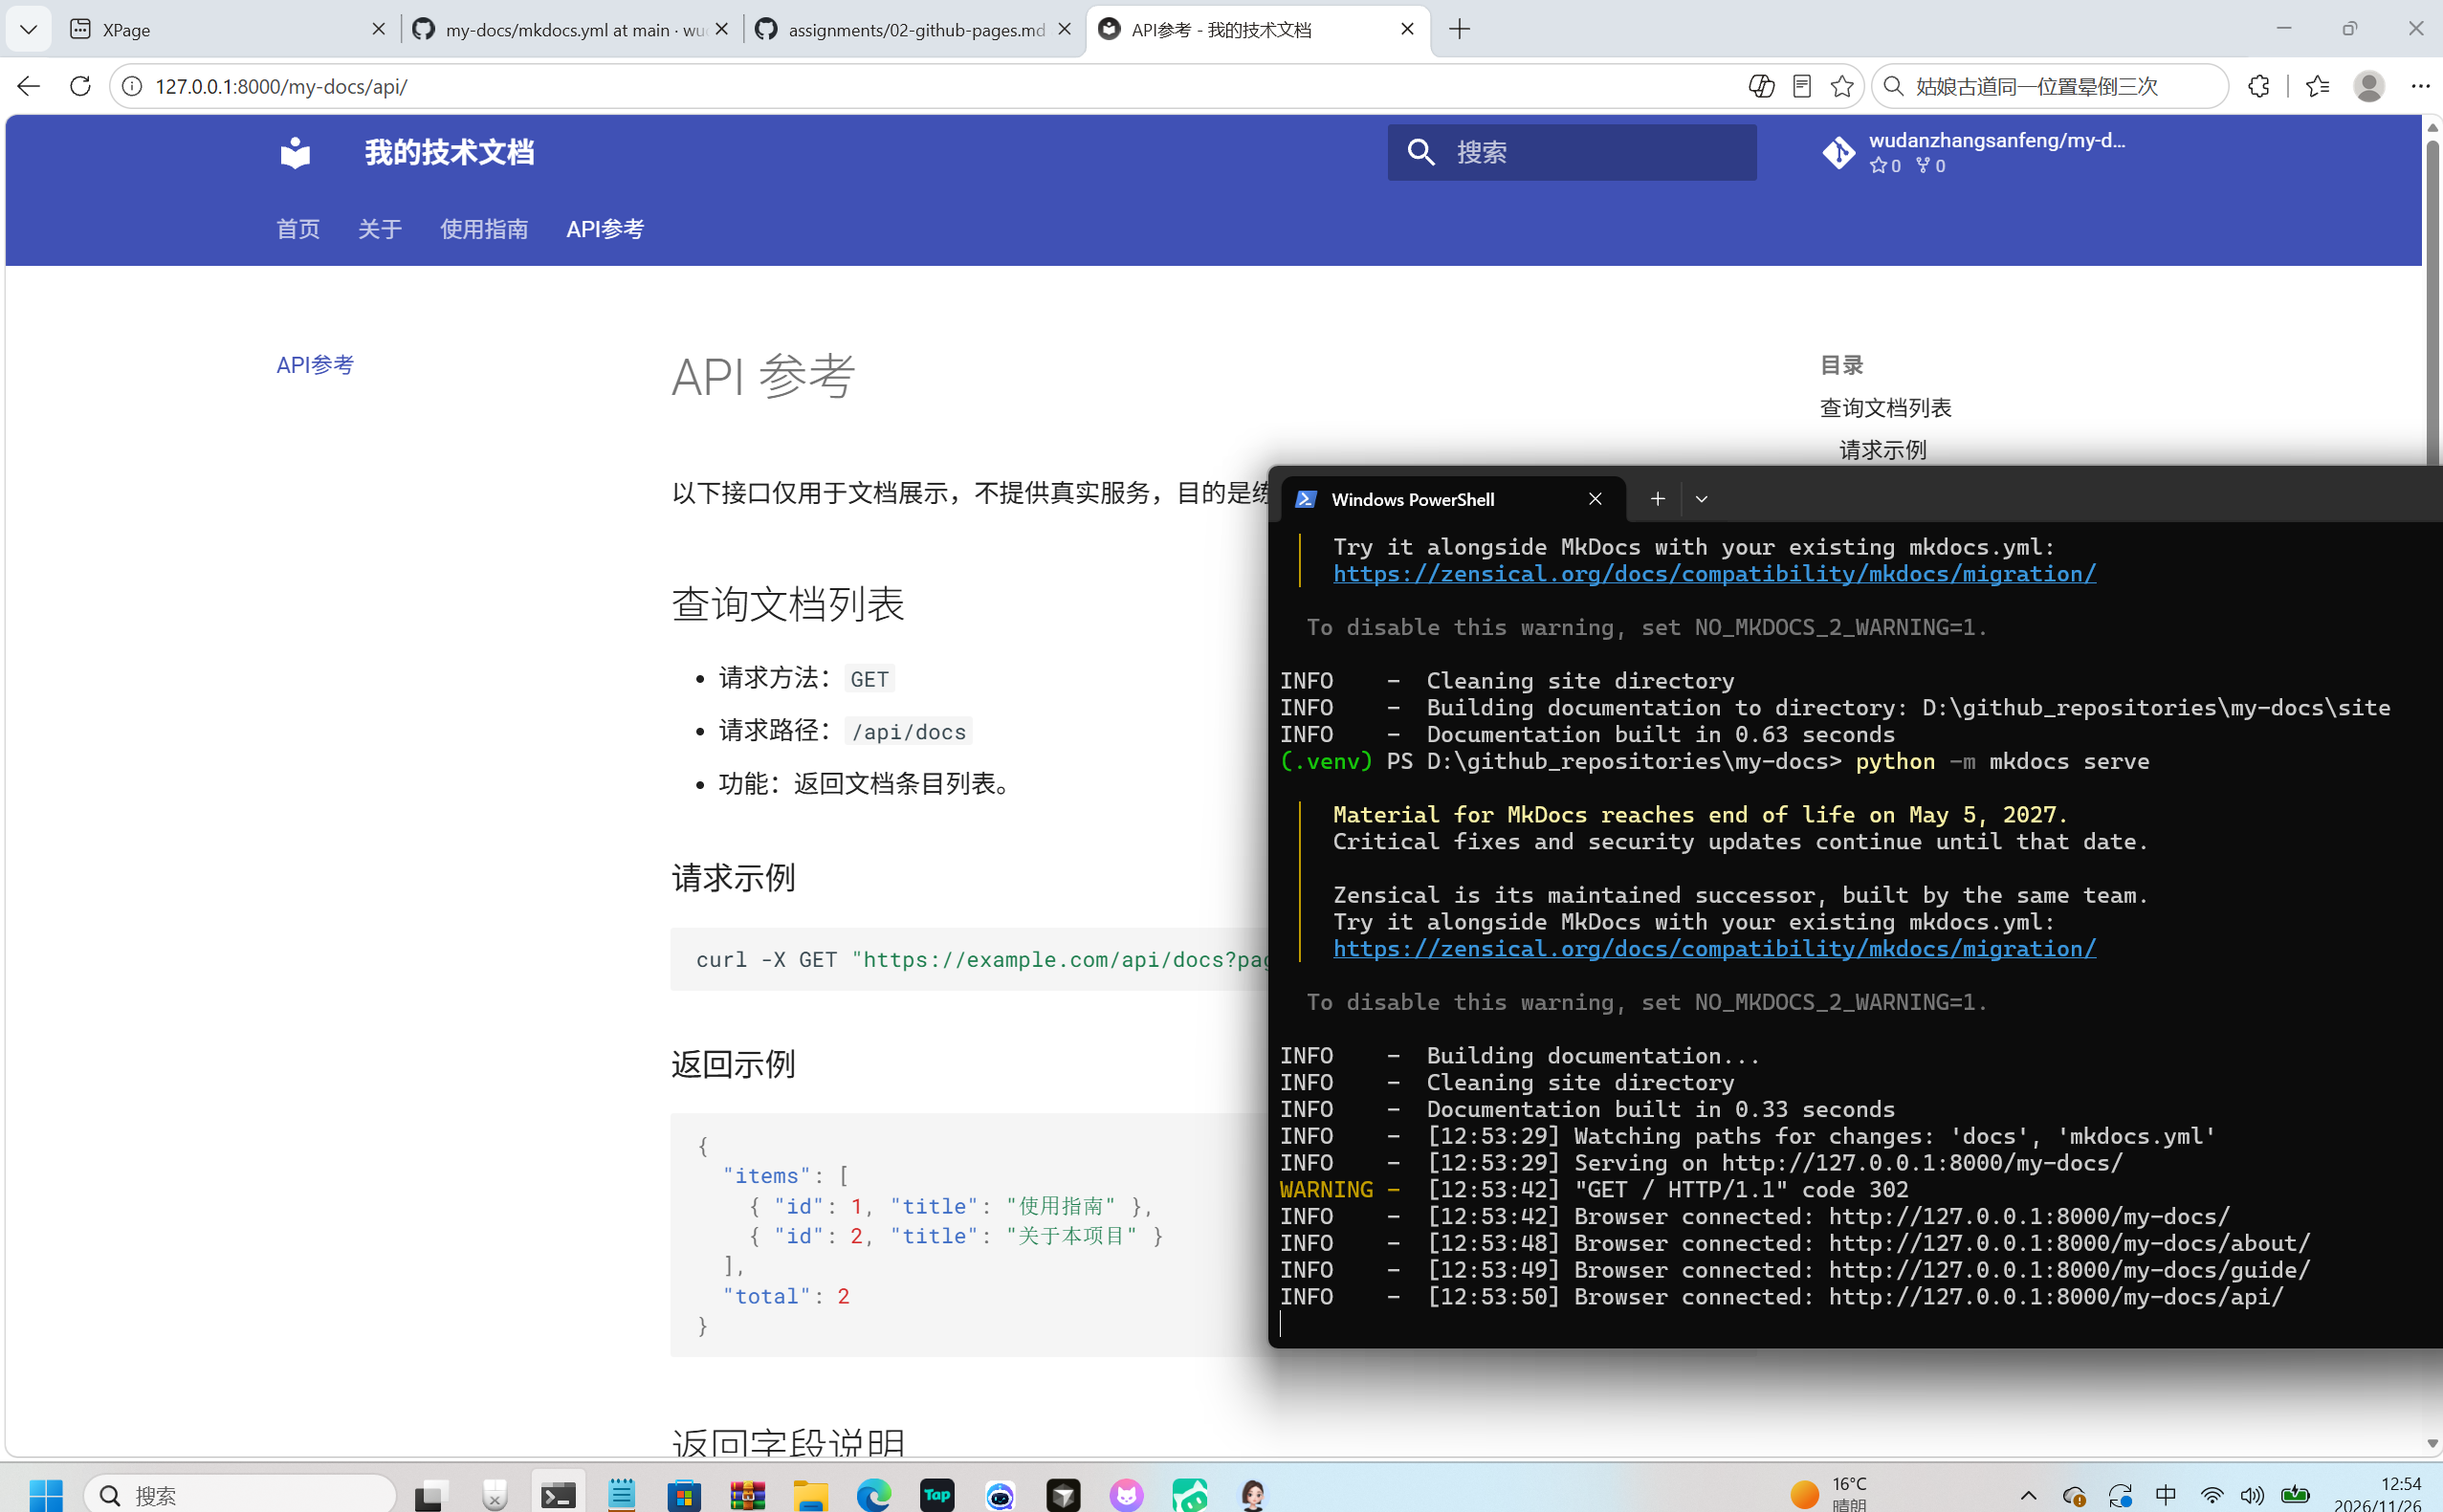 XPage
my-docs/mkdocs.yml at main · wu
assignments/02-github-pages.md
API参考 - 我的技术文档
127.0.0.1:8000/my-docs/api/
姑娘古道同一位置晕倒三次
我的技术文档
搜索
wudanzhangsanfeng/my-d...
0 0
首页 关于 使用指南 API参考
API参考
API 参考
以下接口仅用于文档展示，不提供真实服务，目的是练
查询文档列表
请求方法： GET
请求路径： /api/docs
功能：返回文档条目列表。
请求示例
curl -X GET "https://example.com/api/docs?pag
返回示例
{
"items": [
{ "id": 1, "title": "使用指南" },
{ "id": 2, "title": "关于本项目" }
],
"total": 2
}
返回字段说明
目录
查询文档列表
请求示例
Windows PowerShell
Try it alongside MkDocs with your existing mkdocs.yml:
https://zensical.org/docs/compatibility/mkdocs/migration/
To disable this warning, set NO_MKDOCS_2_WARNING=1.
INFO - Cleaning site directory
INFO - Building documentation to directory: D:\github_repositories\my-docs\site
INFO - Documentation built in 0.63 seconds
(.venv) PS D:\github_repositories\my-docs> python -m mkdocs serve
Material for MkDocs reaches end of life on May 5, 2027.
Critical fixes and security updates continue until that date.
Zensical is its maintained successor, built by the same team.
Try it alongside MkDocs with your existing mkdocs.yml:
https://zensical.org/docs/compatibility/mkdocs/migration/
To disable this warning, set NO_MKDOCS_2_WARNING=1.
INFO - Building documentation...
INFO - Cleaning site directory
INFO - Documentation built in 0.33 seconds
INFO - [12:53:29] Watching paths for changes: 'docs', 'mkdocs.yml'
INFO - [12:53:29] Serving on http://127.0.0.1:8000/my-docs/
WARNING - [12:53:42] "GET / HTTP/1.1" code 302
INFO - [12:53:42] Browser connected: http://127.0.0.1:8000/my-docs/
INFO - [12:53:48] Browser connected: http://127.0.0.1:8000/my-docs/about/
INFO - [12:53:49] Browser connected: http://127.0.0.1:8000/my-docs/guide/
INFO - [12:53:50] Browser connected: http://127.0.0.1:8000/my-docs/api/
搜索
Tap
16°C
晴朗
中
12:54
2026/11/26